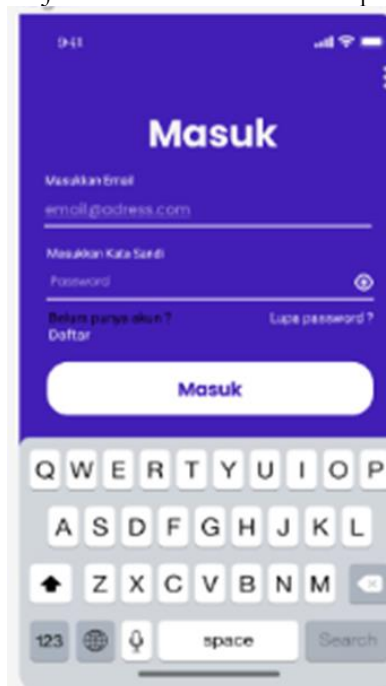 9:41
Masuk
Masukkan Email
email@adress.com
Masukkan Kata Sandi
Password
Belum punya akun ? Lupa password ?
Daftar
Masuk
Q W E R T Y U I O P
A S D F G H J K L
Z X C V B N M
123 space Search